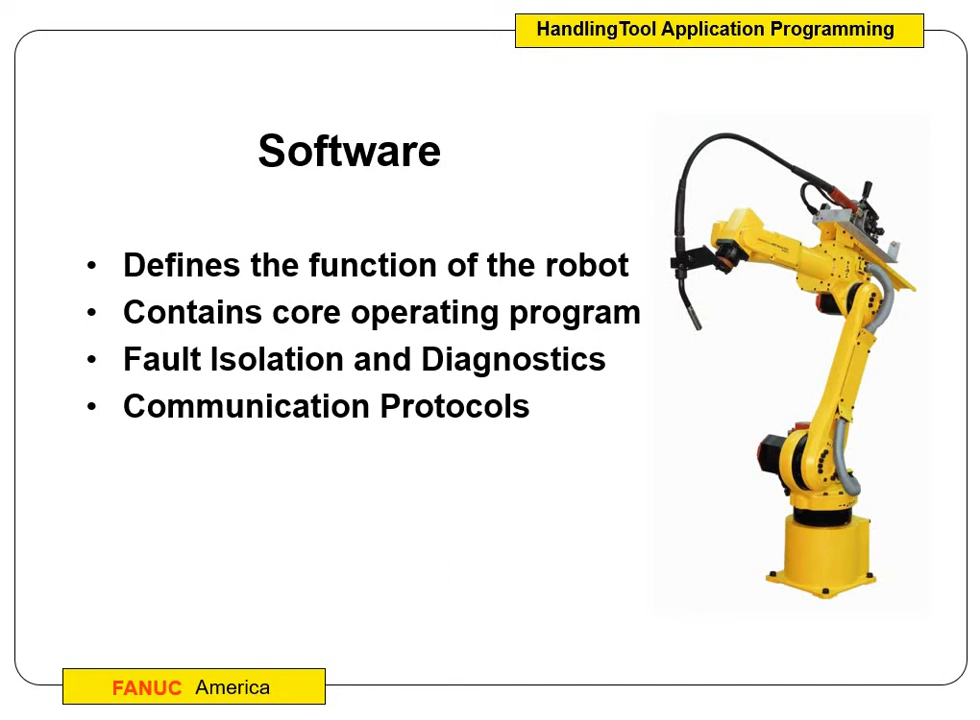 HandlingTool Application Programming
Software
• Defines the function of the robot
• Contains core operating program
• Fault Isolation and Diagnostics
• Communication Protocols
FANUC America